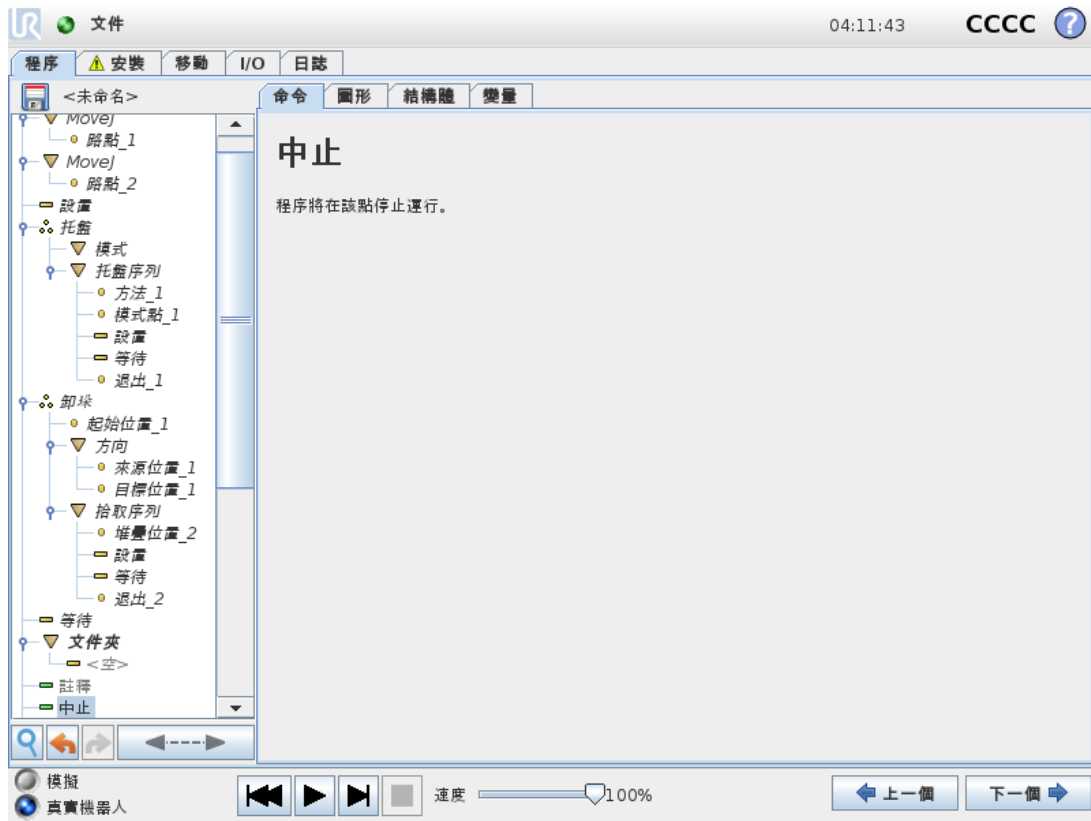 UR 文件 04:11:43 CCCC ?
程序 安裝 移動 I/O 日誌
<未命名> 命令 圖形 結構體 變量
MoveJ
路點_1
MoveJ
路點_2
設置
托盤
模式
托盤序列
方法_1
模式點_1
設置
等待
退出_1
卸垛
起始位置_1
方向
來源位置_1
目標位置_1
拾取序列
堆疊位置_2
設置
等待
退出_2
等待
文件夾
<空>
註釋
中止
中止
程序將在該點停止運行。
模擬
真實機器人
速度 100%
上一個 下一個